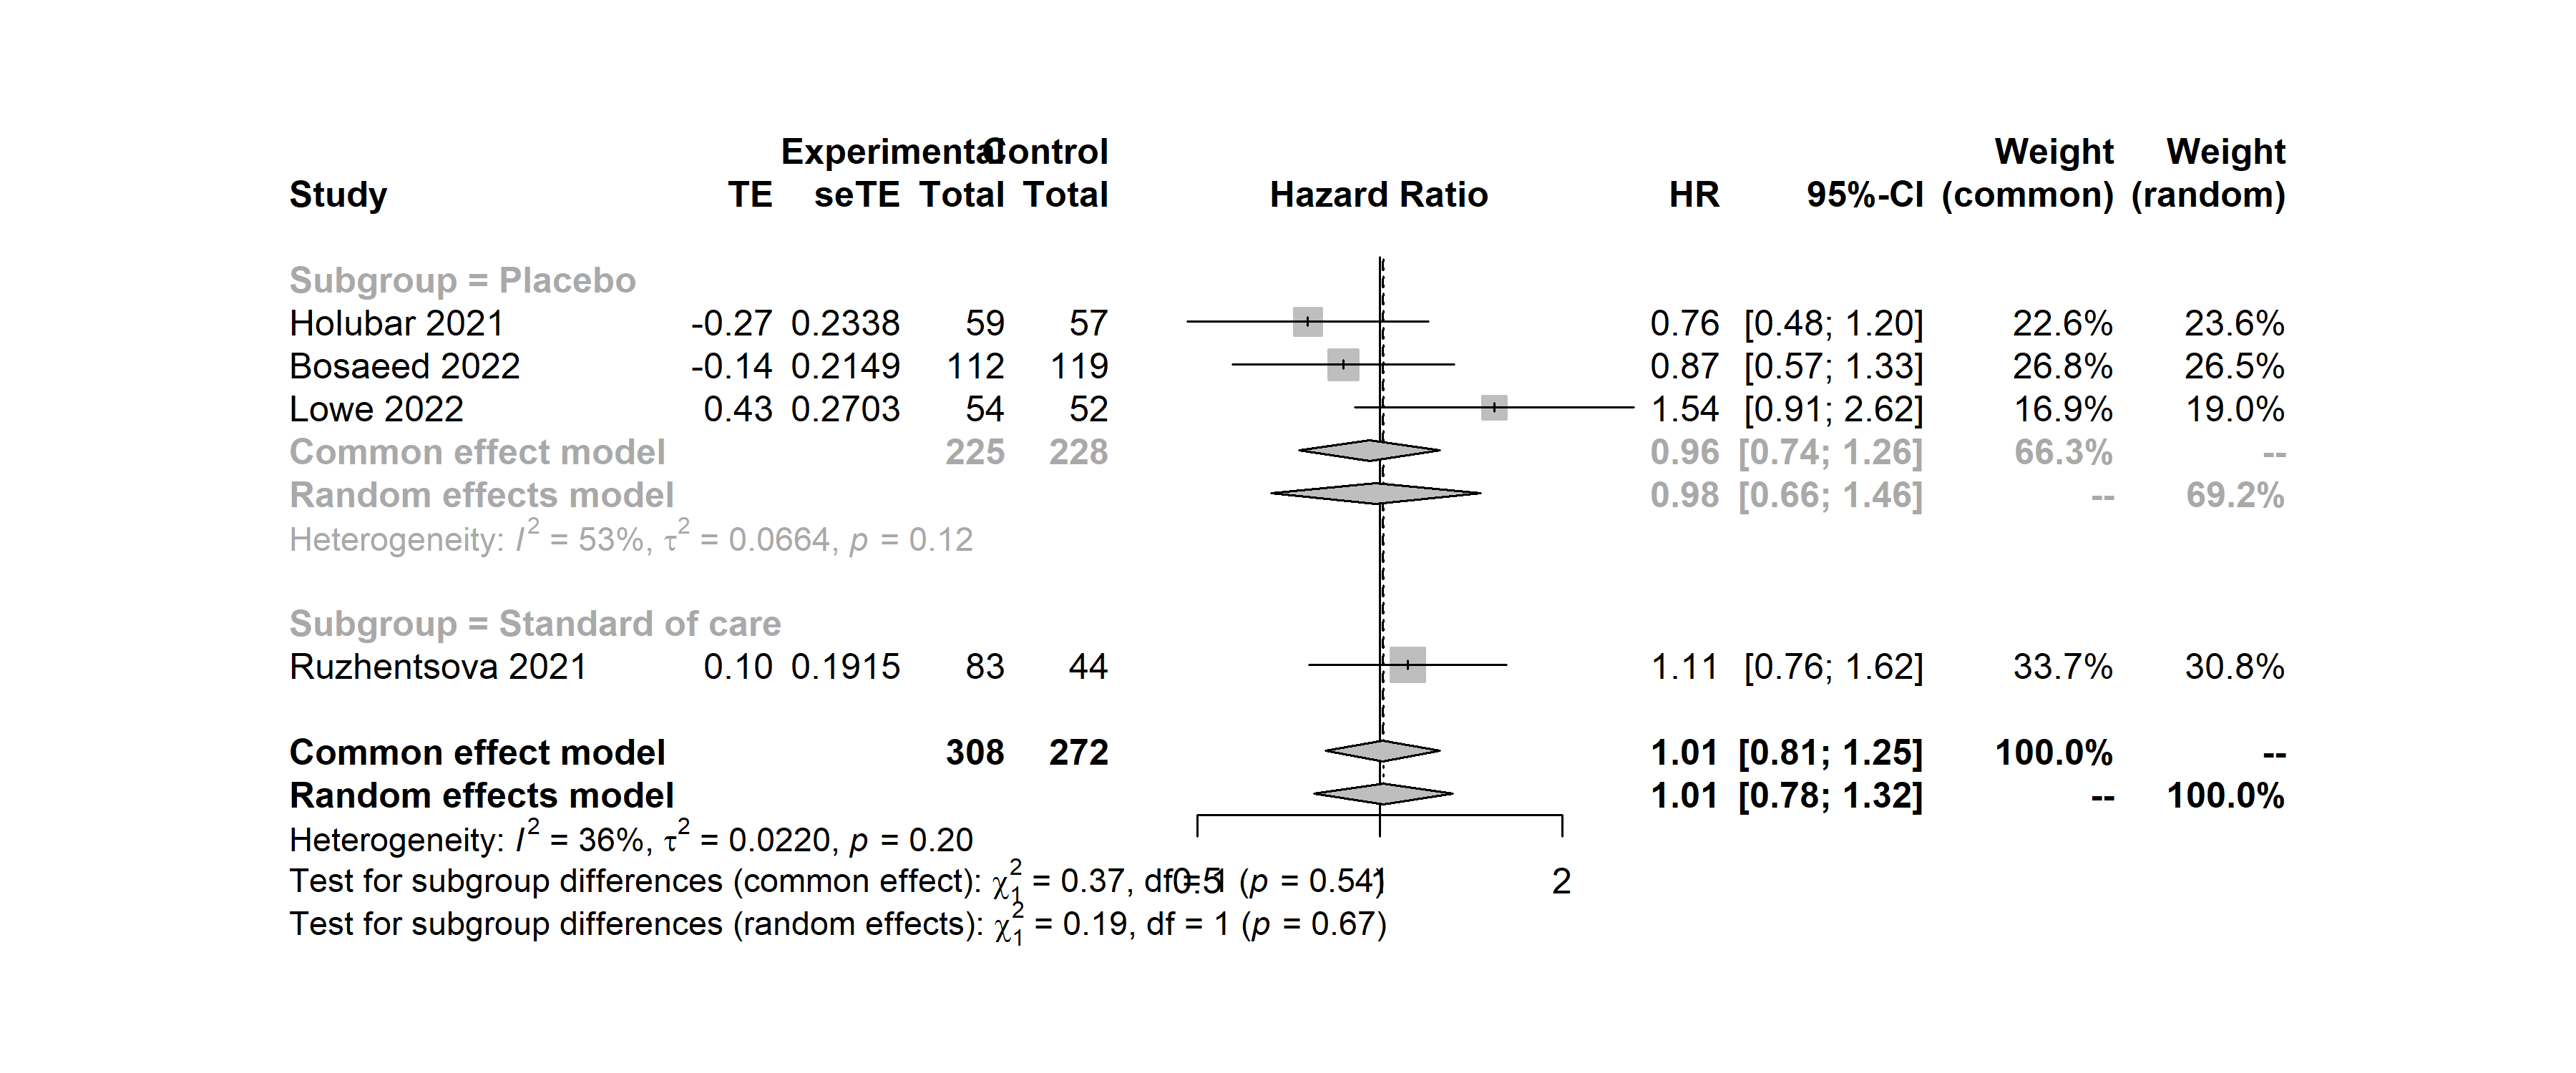 Experimental Control Weight Weight
Study TE seTE Total Total Hazard Ratio HR 95%-CI (common) (random)
Subgroup = Placebo
Holubar 2021 -0.27 0.2338 59 57 0.76 [0.48; 1.20] 22.6% 23.6%
Bosaeed 2022 -0.14 0.2149 112 119 0.87 [0.57; 1.33] 26.8% 26.5%
Lowe 2022 0.43 0.2703 54 52 1.54 [0.91; 2.62] 16.9% 19.0%
Common effect model 225 228 0.96 [0.74; 1.26] 66.3% --
Random effects model 0.98 [0.66; 1.46] -- 69.2%
Heterogeneity: I² = 53%, τ² = 0.0664, p = 0.12
Subgroup = Standard of care
Ruzhentsova 2021 0.10 0.1915 83 44 1.11 [0.76; 1.62] 33.7% 30.8%
Common effect model 308 272 1.01 [0.81; 1.25] 100.0% --
Random effects model 1.01 [0.78; 1.32] -- 100.0%
Heterogeneity: I² = 36%, τ² = 0.0220, p = 0.20
Test for subgroup differences (common effect): χ²₁ = 0.37, df = 1 (p = 0.54)
0.5 1 2
Test for subgroup differences (random effects): χ²₁ = 0.19, df = 1 (p = 0.67)